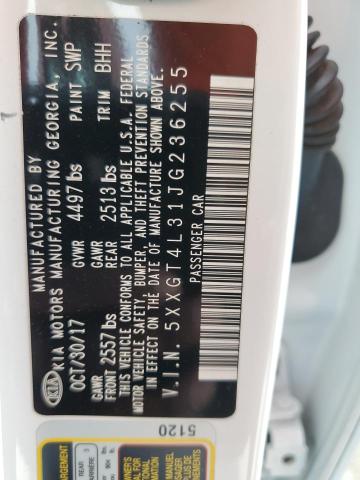 MANUFACTURED BY
KIA MOTORS MANUFACTURING GEORGIA, INC.
OCT/30/17 GVWR 4497 lbs PAINT SWP
GAWR FRONT 2557 lbs GAWR REAR 2513 lbs TRIM BHH
THIS VEHICLE CONFORMS TO ALL APPLICABLE U.S.A. FEDERAL
MOTOR VEHICLE SAFETY, BUMPER, AND THEFT PREVENTION STANDARDS
IN EFFECT ON THE DATE OF MANUFACTURE SHOWN ABOVE.
V.I.N. 5XXGT4L31JG236255
PASSENGER CAR
5120
REAR
MANUEL